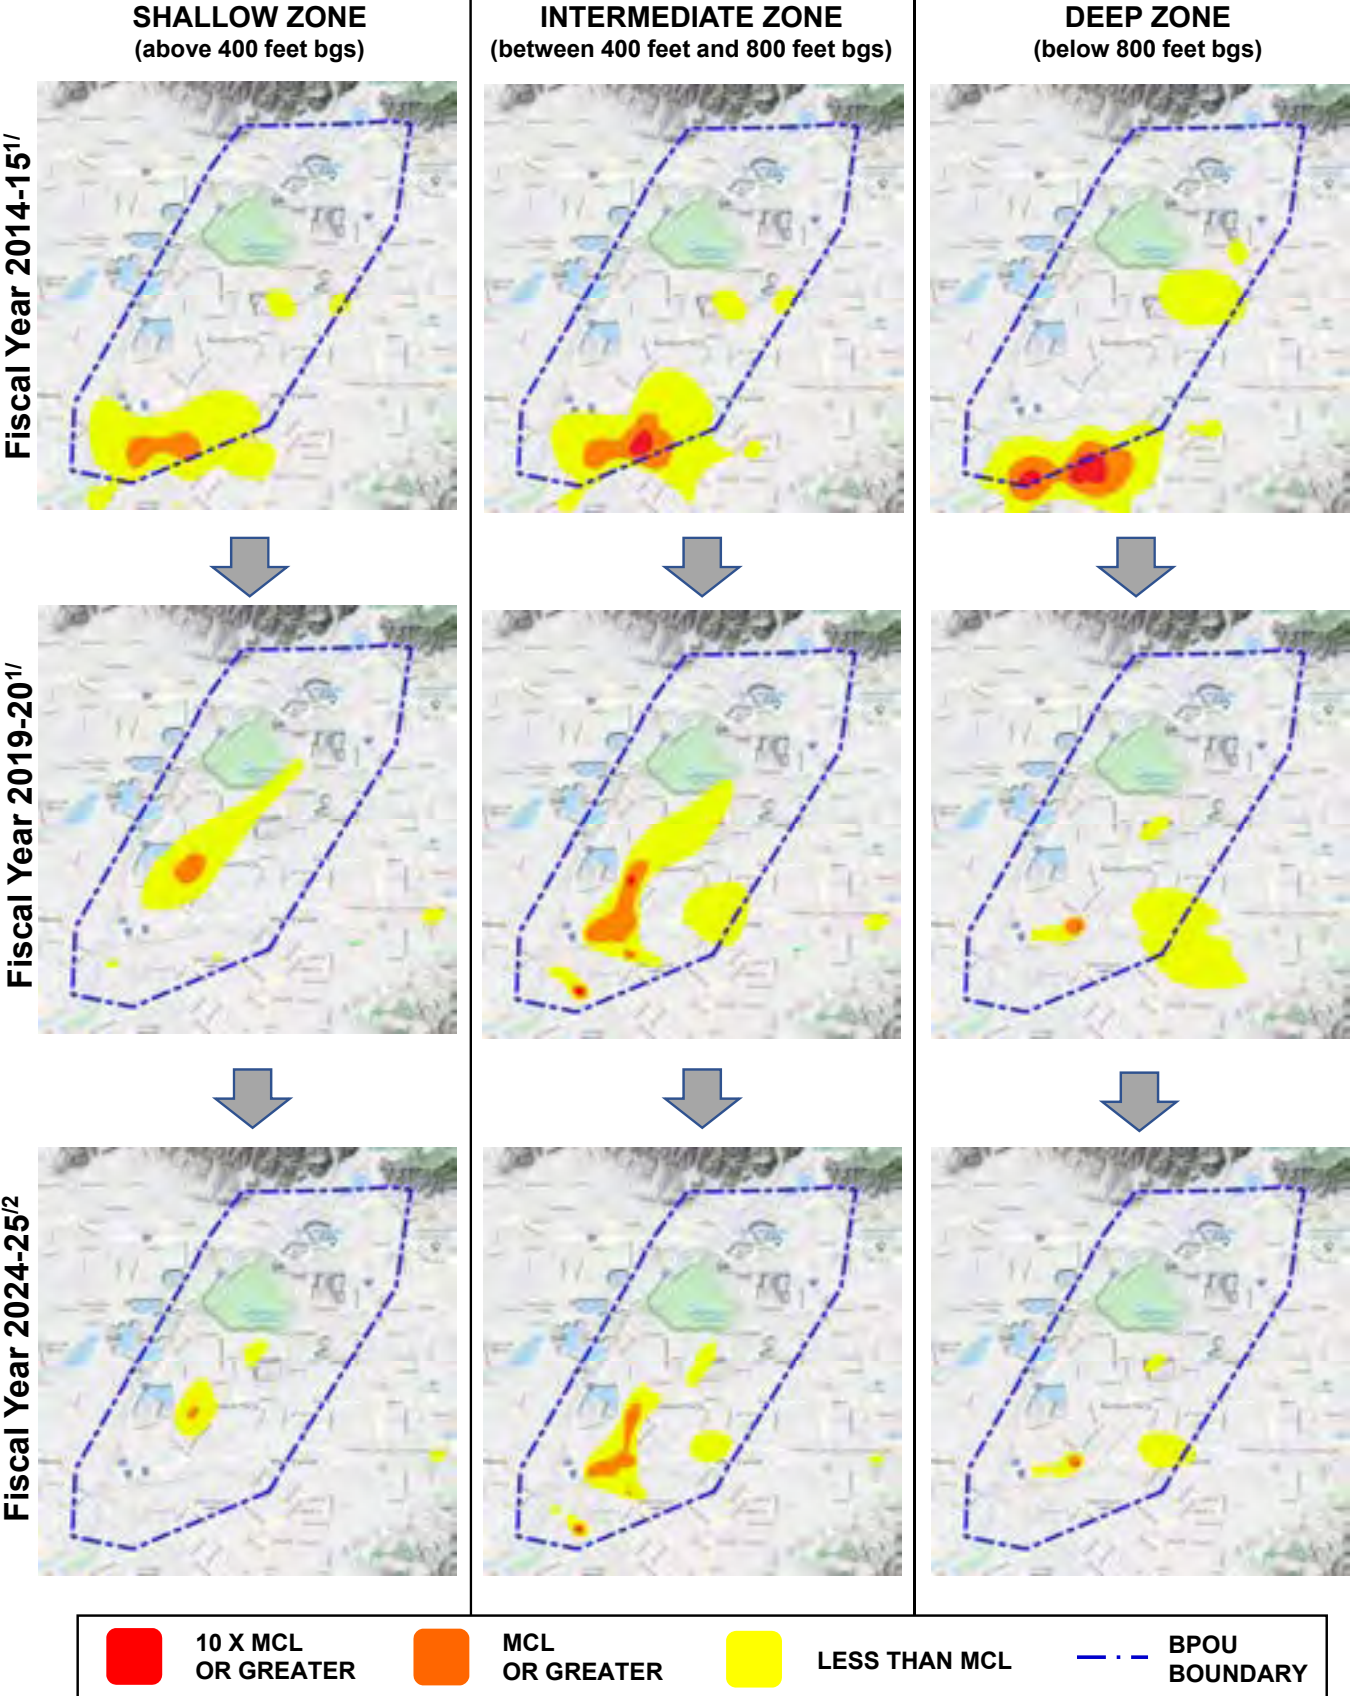 SHALLOW ZONE
(above 400 feet bgs)
INTERMEDIATE ZONE
(between 400 feet and 800 feet bgs)
DEEP ZONE
(below 800 feet bgs)
Fiscal Year 2014-15¹/
Fiscal Year 2019-20¹/
Fiscal Year 2024-25/²
10 X MCL
OR GREATER
MCL
OR GREATER
LESS THAN MCL
BPOU
BOUNDARY